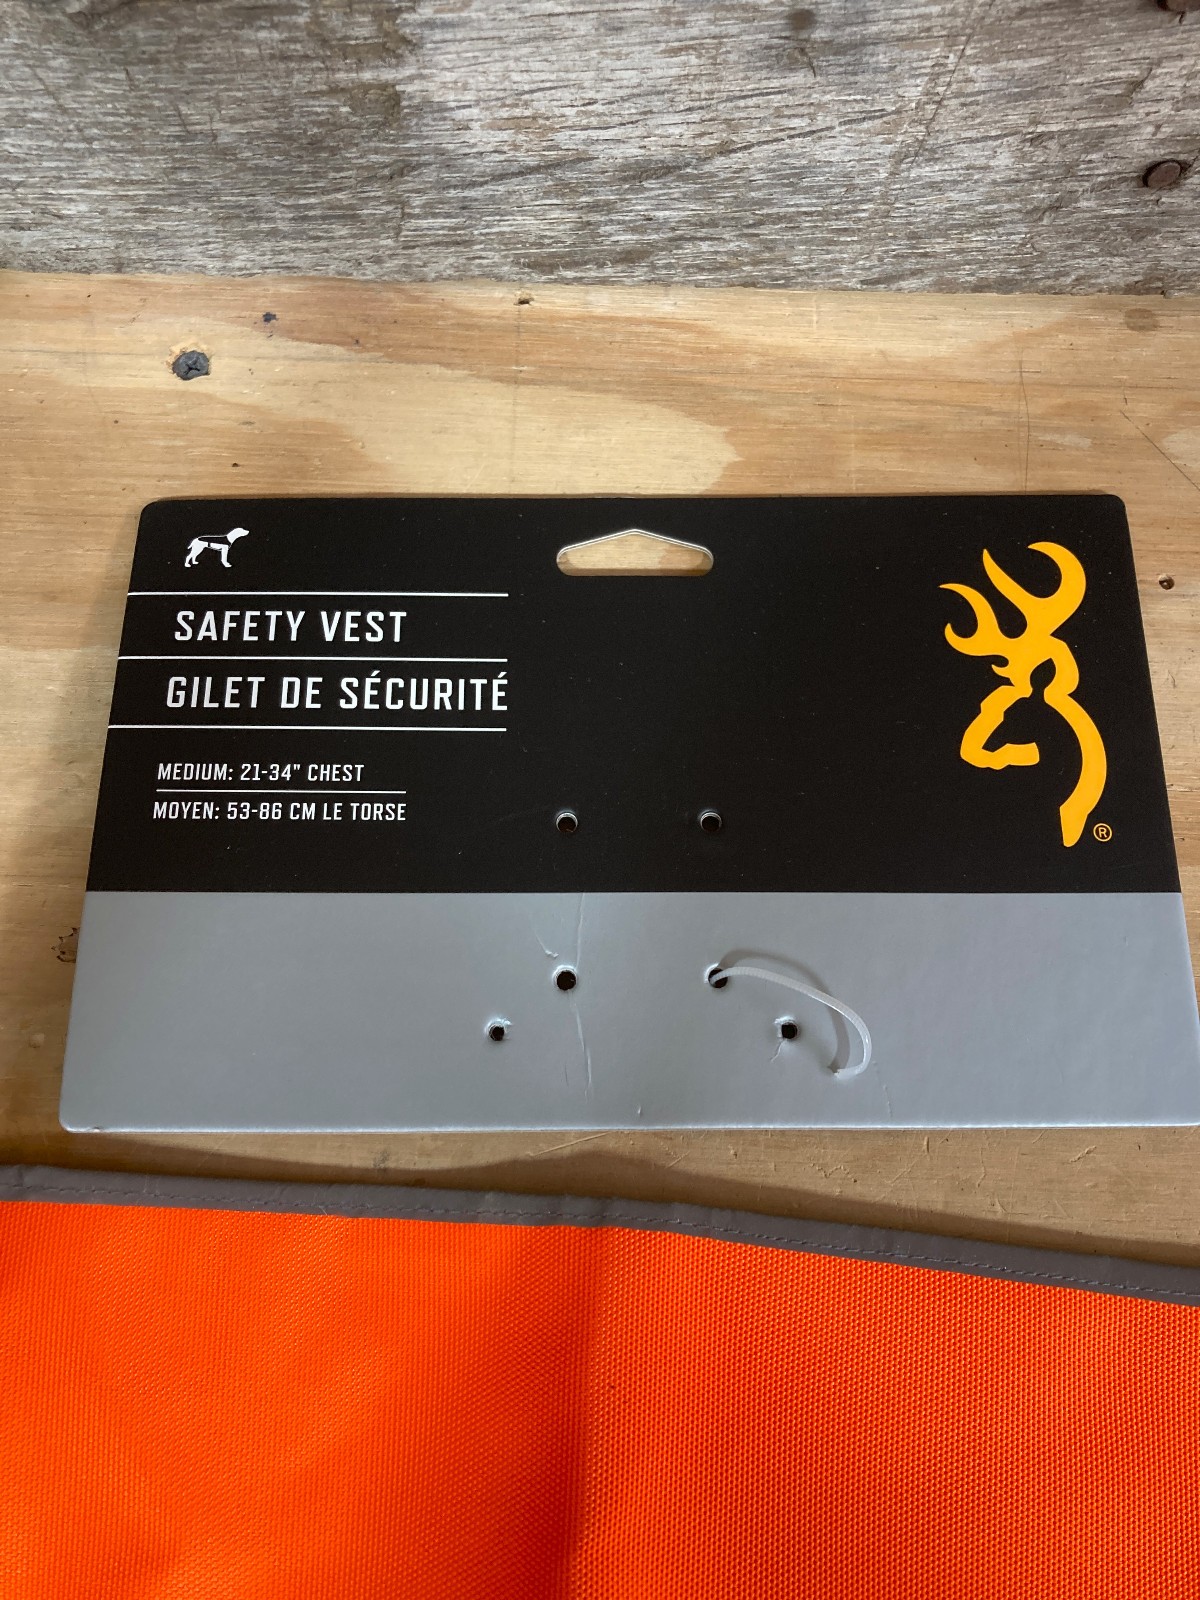 SAFETY VEST
GILET DE SÉCURITÉ
MEDIUM: 21-34" CHEST
MOYEN: 53-86 CM LE TORSE
®